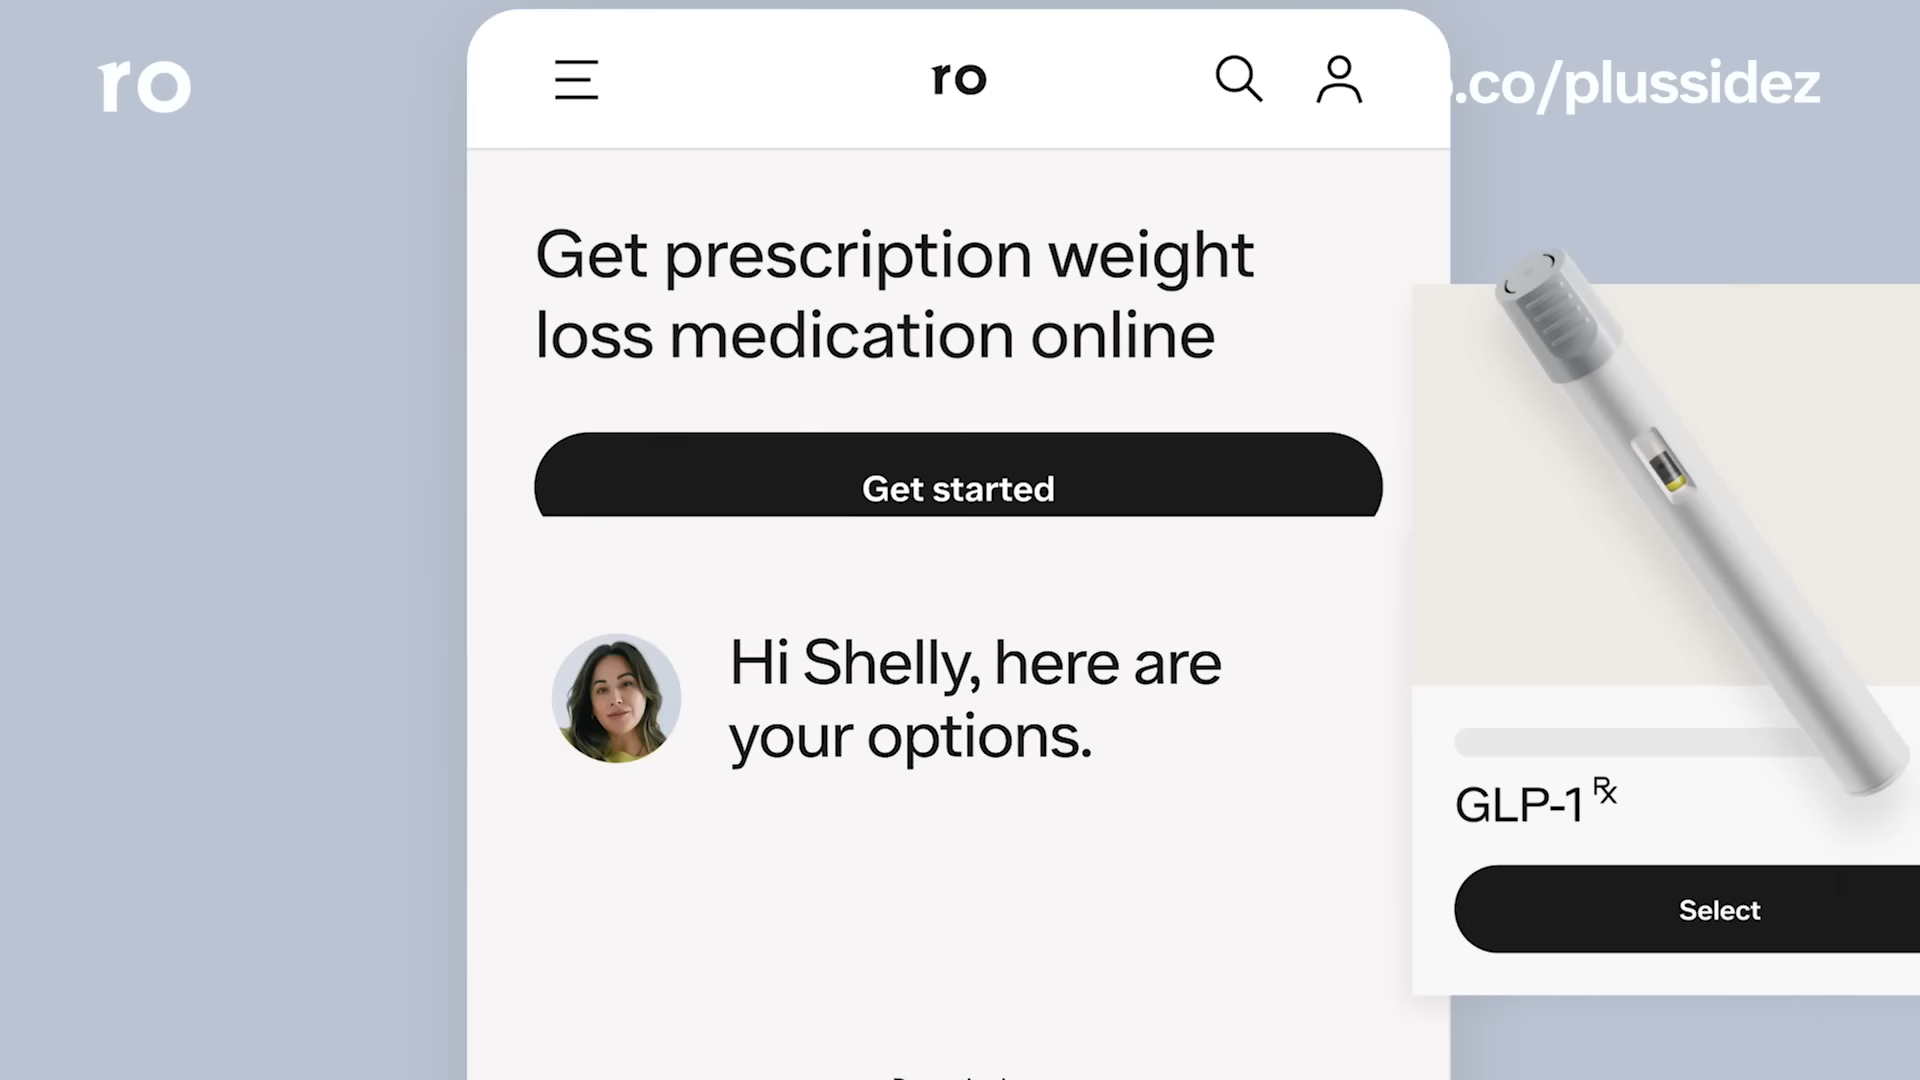 ro
ro
.co/plussidez
Get prescription weight
loss medication online
Get started
Hi Shelly, here are
your options.
GLP-1 ℞
Select